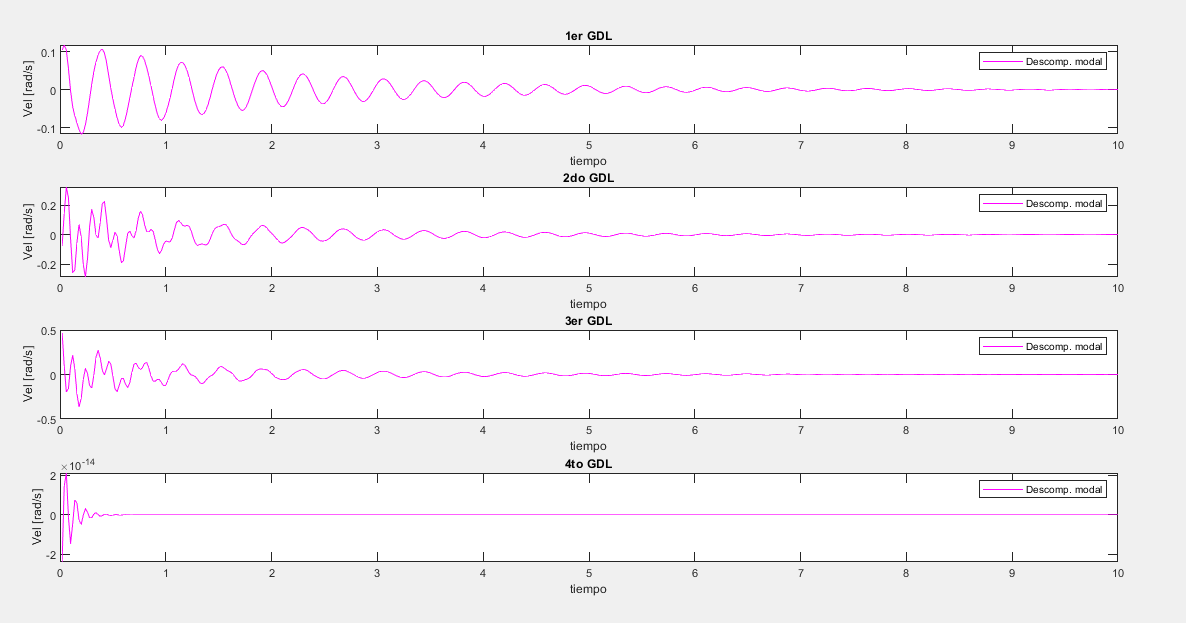 1er GDL
Vel [rad/s]
0.1
0
-0.1
Descomp. modal
0 1 2 3 4 5 6 7 8 9 10
tiempo
2do GDL
Vel [rad/s]
0.2
0
-0.2
Descomp. modal
0 1 2 3 4 5 6 7 8 9 10
tiempo
3er GDL
Vel [rad/s]
0.5
0
-0.5
Descomp. modal
0 1 2 3 4 5 6 7 8 9 10
tiempo
×10^-14
4to GDL
Vel [rad/s]
2
0
-2
Descomp. modal
0 1 2 3 4 5 6 7 8 9 10
tiempo